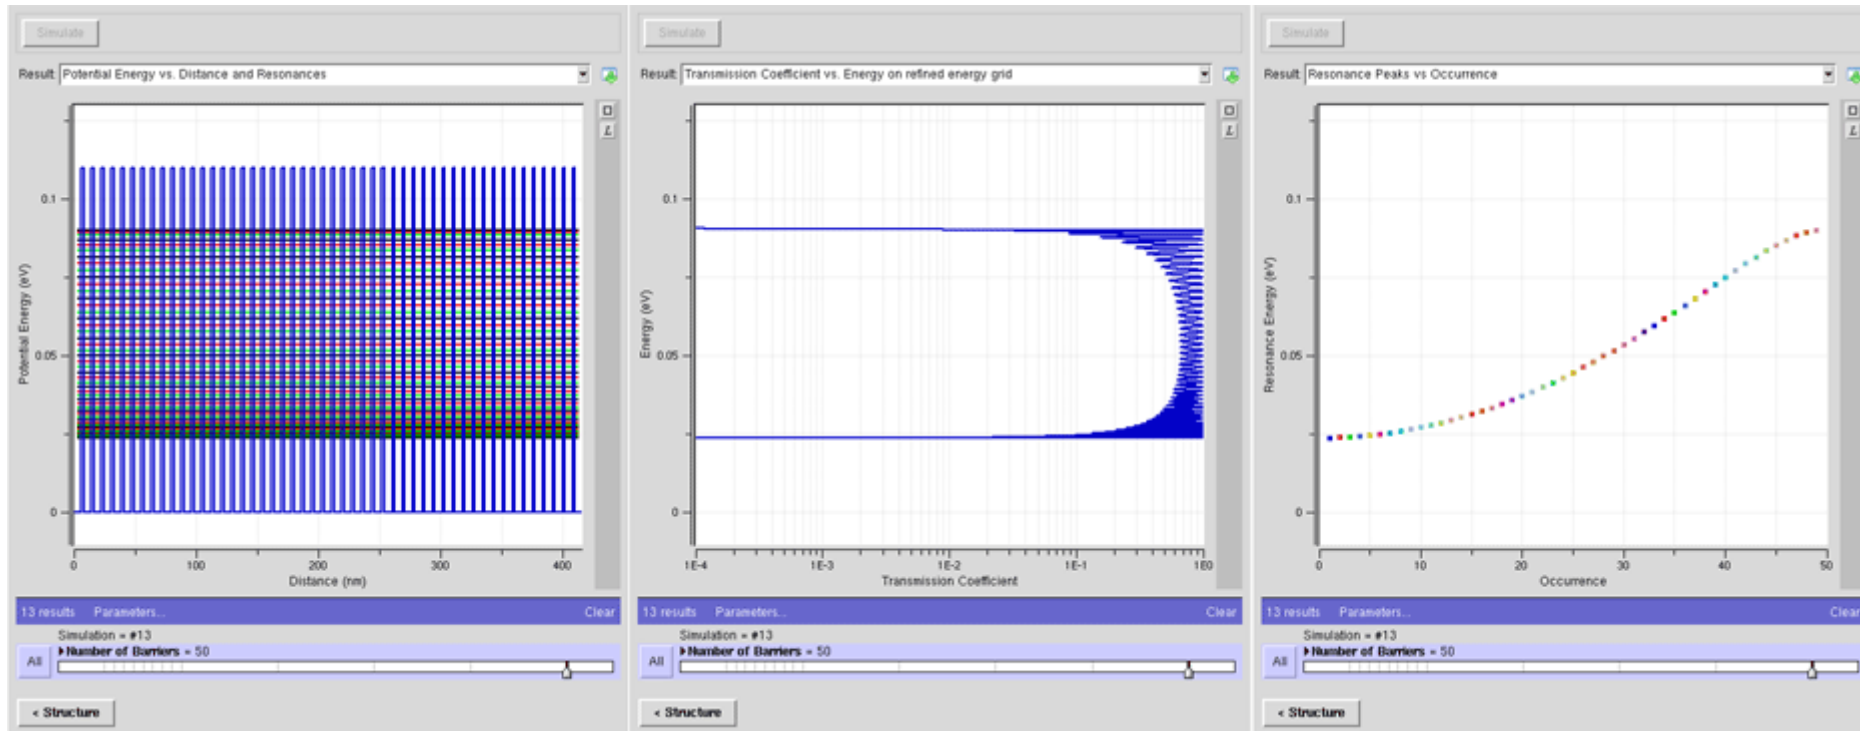 Simulate
Result: Potential Energy vs. Distance and Resonances
L
Potential Energy (eV)
0.1
0.05
0
0 100 200 300 400
Distance (nm)
13 results Parameters... Clear
Simulation = #13
All
Number of Barriers = 50
< Structure
Simulate
Result: Transmission Coefficient vs. Energy on refined energy grid
L
Energy (eV)
0.1
0.05
0
1E-4 1E-3 1E-2 1E-1 1E0
Transmission Coefficient
13 results Parameters... Clear
Simulation = #13
All
Number of Barriers = 50
< Structure
Simulate
Result: Resonance Peaks vs Occurrence
L
Resonance Energy (eV)
0.1
0.05
0
0 10 20 30 40 50
Occurrence
13 results Parameters... Clear
Simulation = #13
All
Number of Barriers = 50
< Structure